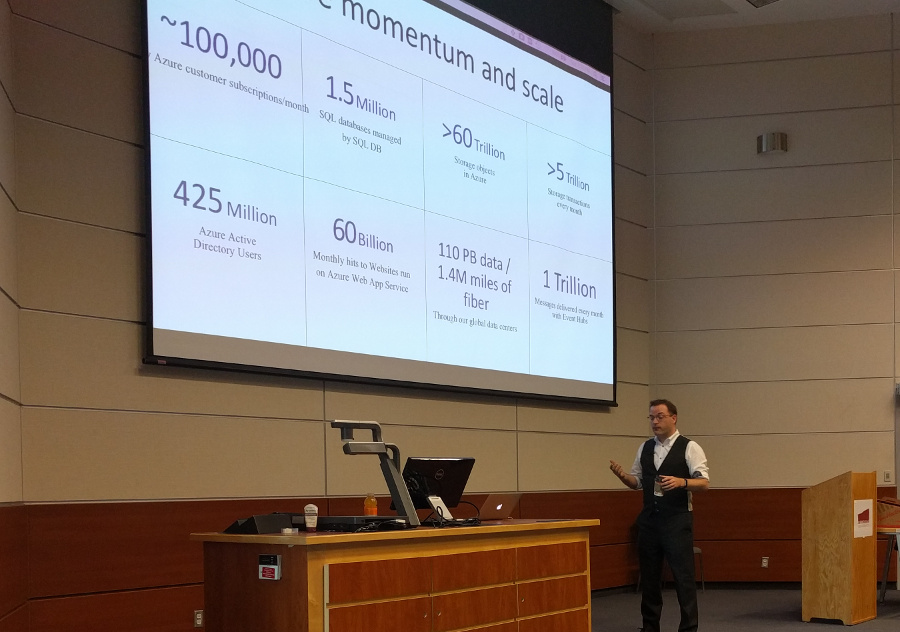 momentum and scale
~100,000
Azure customer subscriptions/month
1.5 Million
SQL databases managed
by SQL DB
>60 Trillion
Storage objects
in Azure
>5 Trillion
Storage transactions
every month
425 Million
Azure Active
Directory Users
60 Billion
Monthly hits to Websites run
on Azure Web App Service
110 PB data /
1.4M miles of
fiber
Through our global data centers
1 Trillion
Messages delivered every month
with Event Hubs
DELL